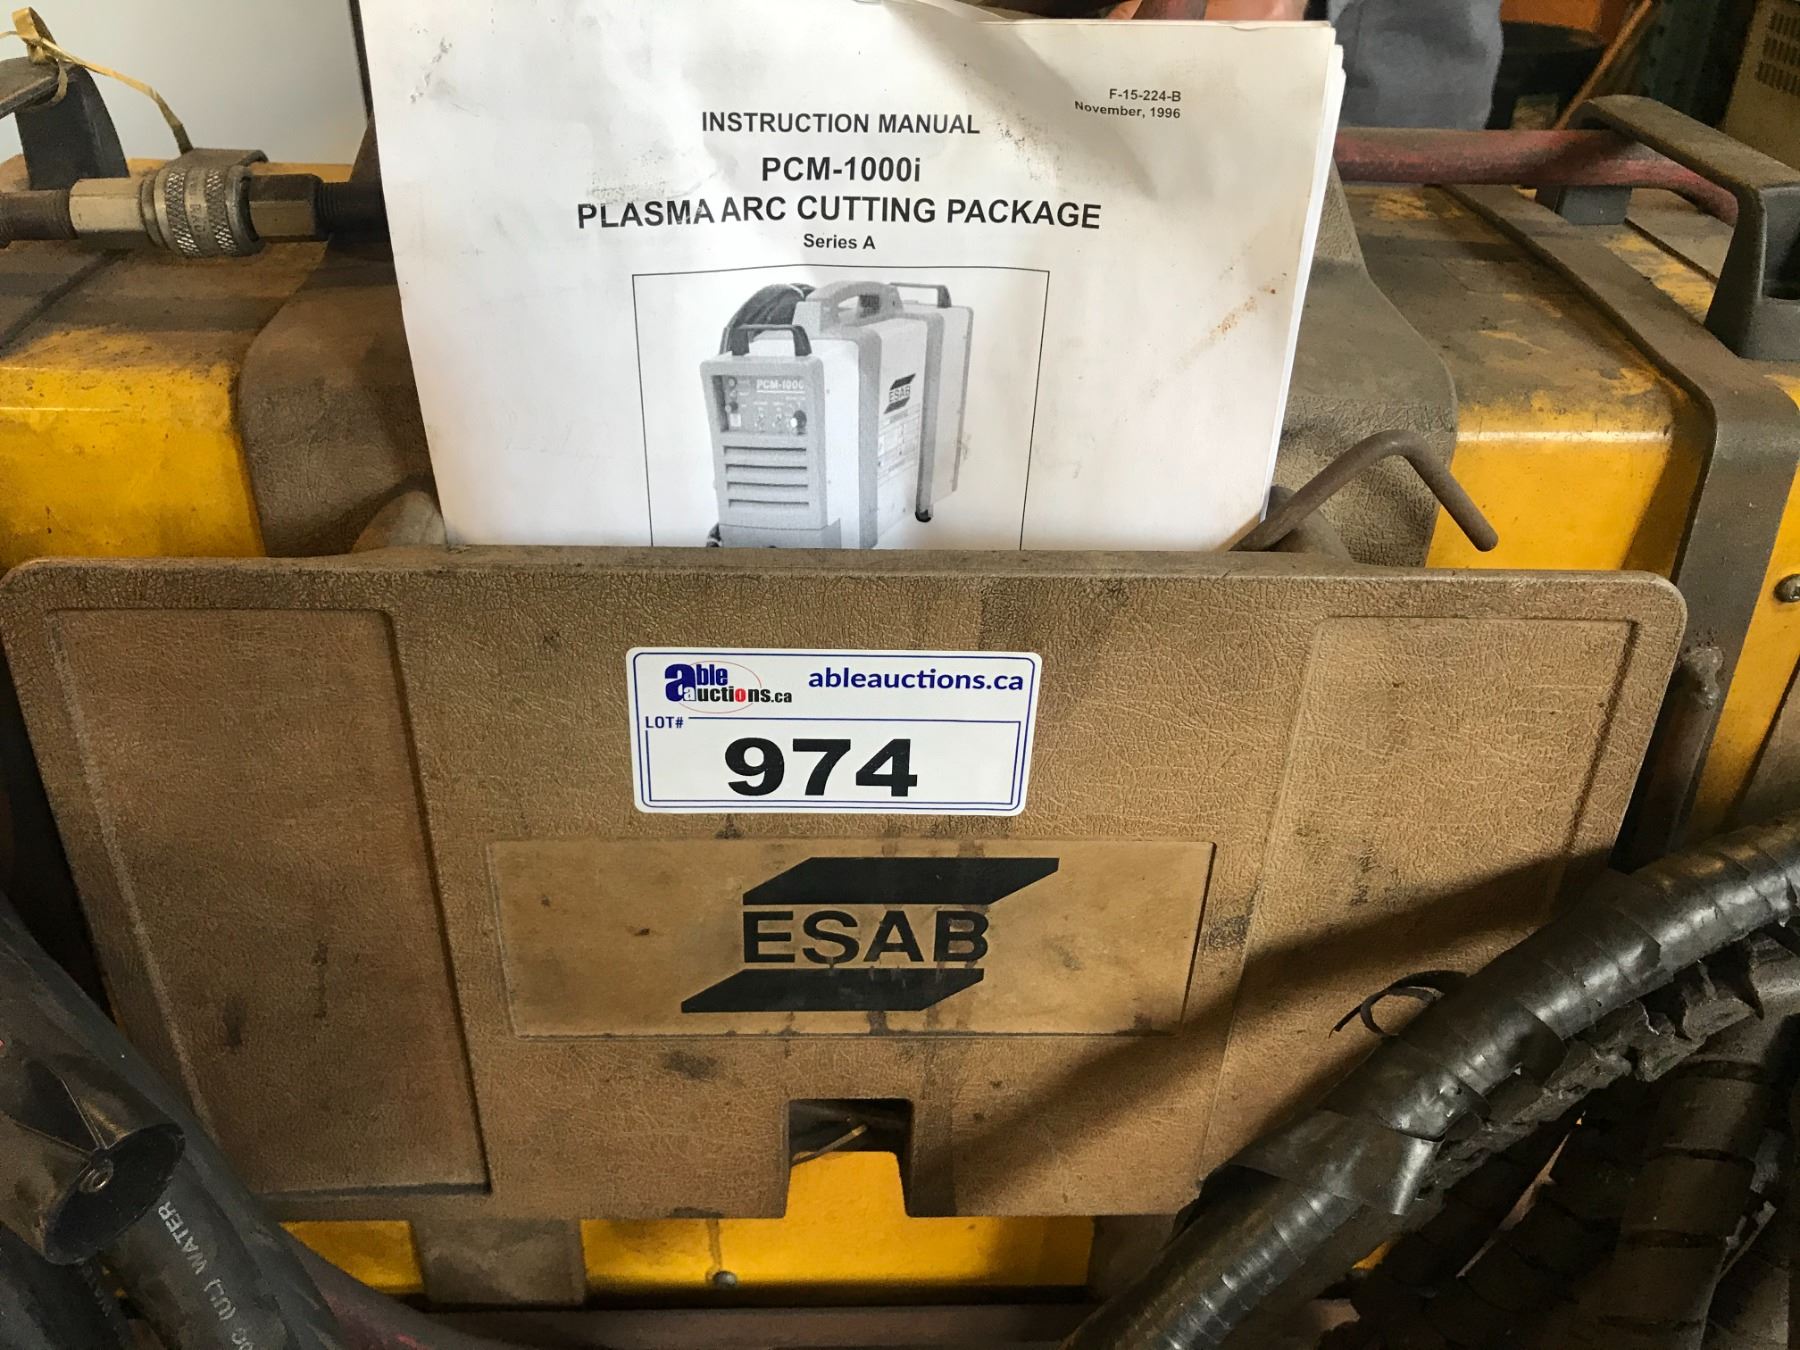 F-15-224-B
November, 1996
INSTRUCTION MANUAL
PCM-1000i
PLASMA ARC CUTTING PACKAGE
Series A
PCM-1000
ESAB
able auctions.ca
ableauctions.ca
LOT#
974
ESAB
(UL) WATER